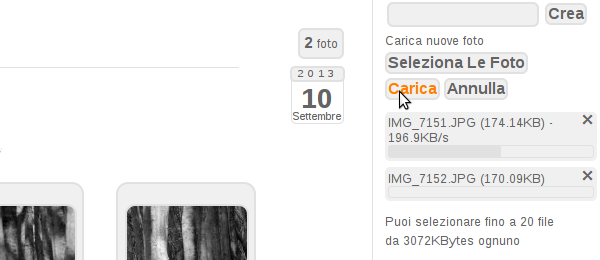 2 foto
2013
10
Settembre
Crea
Carica nuove foto
Seleziona Le Foto
Carica Annulla
IMG_7151.JPG (174.14KB) -
196.9KB/s
IMG_7152.JPG (170.09KB)
Puoi selezionare fino a 20 file
da 3072KBytes ognuno